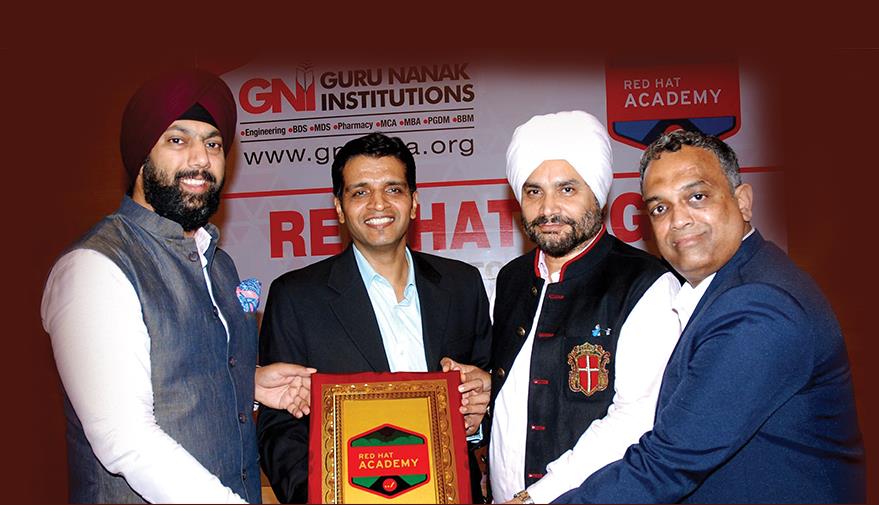 GNI GURU NANAK
INSTITUTIONS
•Engineering •BDS •MDS •Pharmacy •MCA •MBA •PGDM •BBM
RED HAT
ACADEMY
RED HAT
ACADEMY